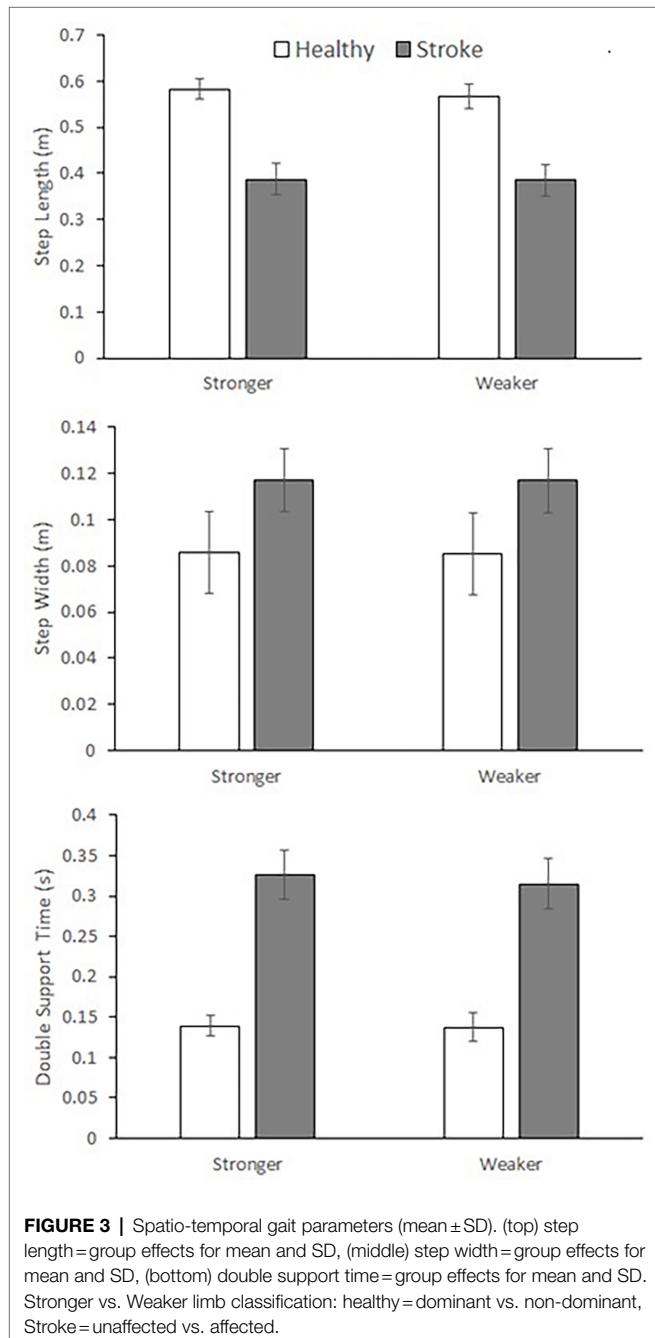 0.7
Healthy Stroke
0.6
0.5
0.4
0.3
0.2
0.1
0
Step Length (m)
Stronger Weaker
0.14
0.12
0.1
0.08
0.06
0.04
0.02
0
Step Width (m)
Stronger Weaker
0.4
0.35
0.3
0.25
0.2
0.15
0.1
0.05
0
Double Support Time (s)
Stronger Weaker
FIGURE 3 | Spatio-temporal gait parameters (mean ± SD). (top) step
length = group effects for mean and SD, (middle) step width = group effects for
mean and SD, (bottom) double support time = group effects for mean and SD.
Stronger vs. Weaker limb classification: healthy = dominant vs. non-dominant,
Stroke = unaffected vs. affected.